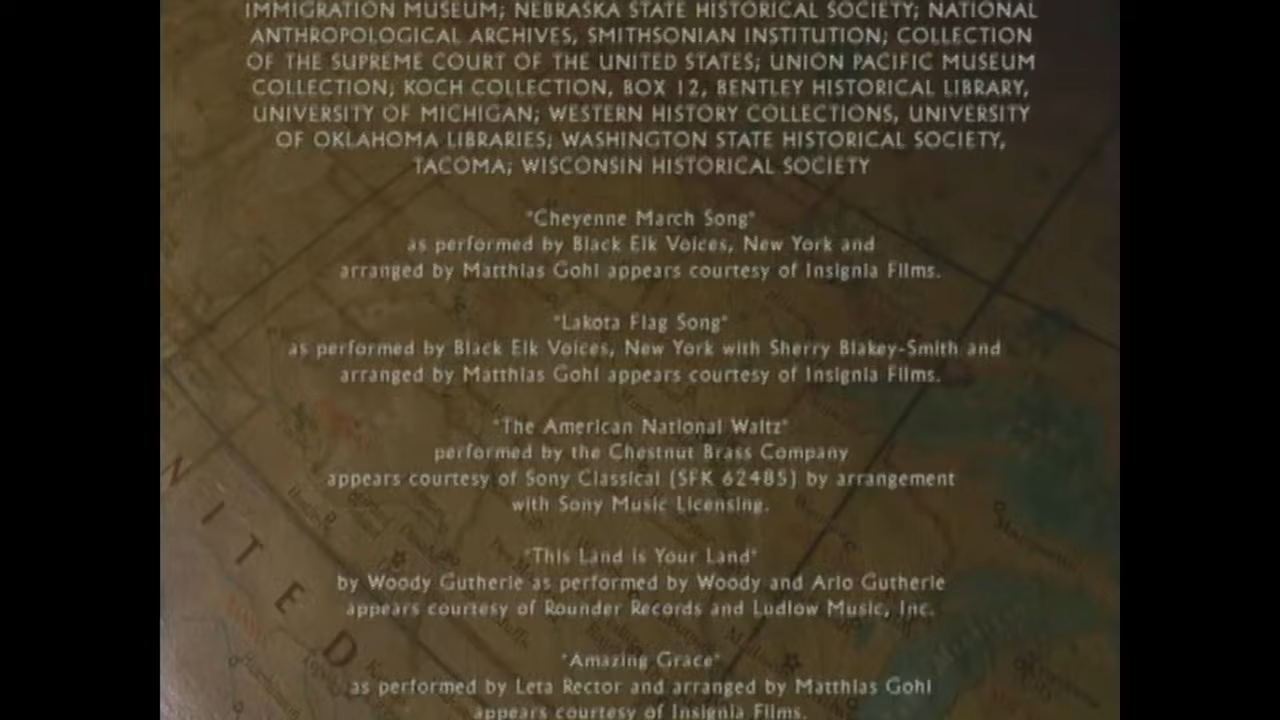 IMMIGRATION MUSEUM; NEBRASKA STATE HISTORICAL SOCIETY; NATIONAL
ANTHROPOLOGICAL ARCHIVES, SMITHSONIAN INSTITUTION; COLLECTION
OF THE SUPREME COURT OF THE UNITED STATES; UNION PACIFIC MUSEUM
COLLECTION; KOCH COLLECTION, BOX 12, BENTLEY HISTORICAL LIBRARY,
UNIVERSITY OF MICHIGAN; WESTERN HISTORY COLLECTIONS, UNIVERSITY
OF OKLAHOMA LIBRARIES; WASHINGTON STATE HISTORICAL SOCIETY,
TACOMA; WISCONSIN HISTORICAL SOCIETY
"Cheyenne March Song"
as performed by Black Elk Voices, New York and
arranged by Matthias Gohl appears courtesy of Insignia Films.
"Lakota Flag Song"
as performed by Black Elk Voices, New York with Sherry Blakey-Smith and
arranged by Matthias Gohl appears courtesy of Insignia Films.
"The American National Waltz"
performed by the Chestnut Brass Company
appears courtesy of Sony Classical (SFK 62485) by arrangement
with Sony Music Licensing.
"This Land is Your Land"
by Woody Gutherie as performed by Woody and Arlo Gutherie
appears courtesy of Rounder Records and Ludlow Music, Inc.
"Amazing Grace"
as performed by Leta Rector and arranged by Matthias Gohl
appears courtesy of Insignia Films.
NITED